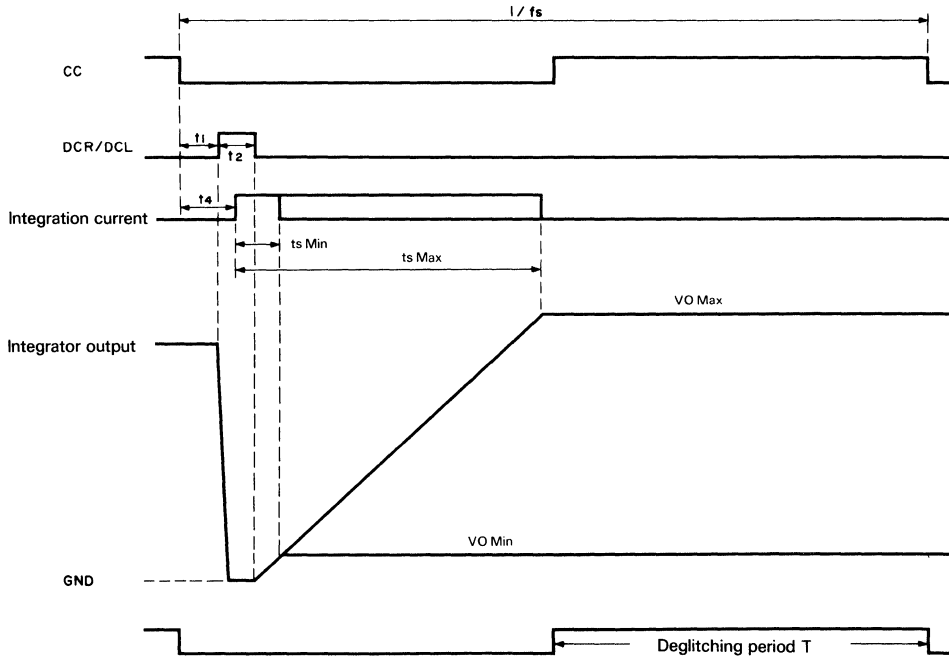 1/fs
CC
DCR/DCL
t1
t2
t4
Integration current
ts Min
ts Max
VO Max
Integrator output
VO Min
GND
Deglitching period T